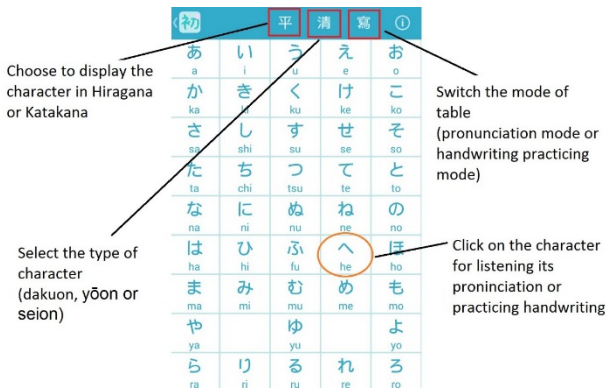 初 平 清 寫 i
あ い う え お
a i u e o
か き く け こ
ka ki ku ke ko
さ し す せ そ
sa shi su se so
た ち つ て と
ta chi tsu te to
な に ぬ ね の
na ni nu ne no
は ひ ふ へ ほ
ha hi fu he ho
ま み む め も
ma mi mu me mo
や ゆ よ
ya yu yo
ら り る れ ろ
ra ri ru re ro
Choose to display the
character in Hiragana
or Katakana
Select the type of
character
(dakuon, yōon or
seion)
Switch the mode of
table
(pronunciation mode or
handwriting practicing
mode)
Click on the character
for listening its
proninciation or
practicing handwriting